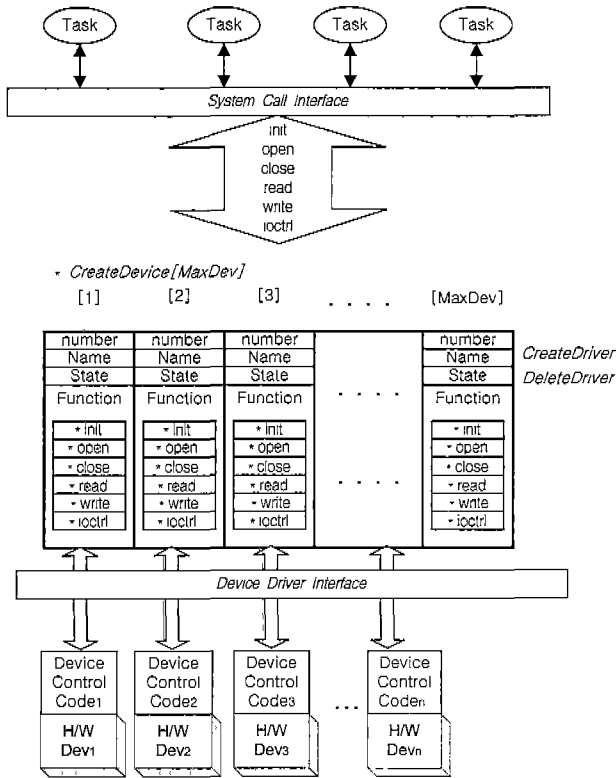 Task Task Task Task
System Call Interface
init
open
close
read
write
ioctrl
* CreateDevice[MaxDev]
[1] [2] [3] . . . . [MaxDev]
number number number number
Name Name Name Name CreateDriver
State State State State DeleteDriver
Function Function Function . . . . Function
* init * init * init * init
* open * open * open * open
* close * close * close * close
* read * read * read . . . . * read
* write * write * write * write
* ioctrl * ioctrl * ioctrl * ioctrl
Device Driver Interface
Device Device Device Device
Control Control Control Control
Code1 Code2 Code3 ... Coden
H/W H/W H/W H/W
Dev1 Dev2 Dev3 Devn